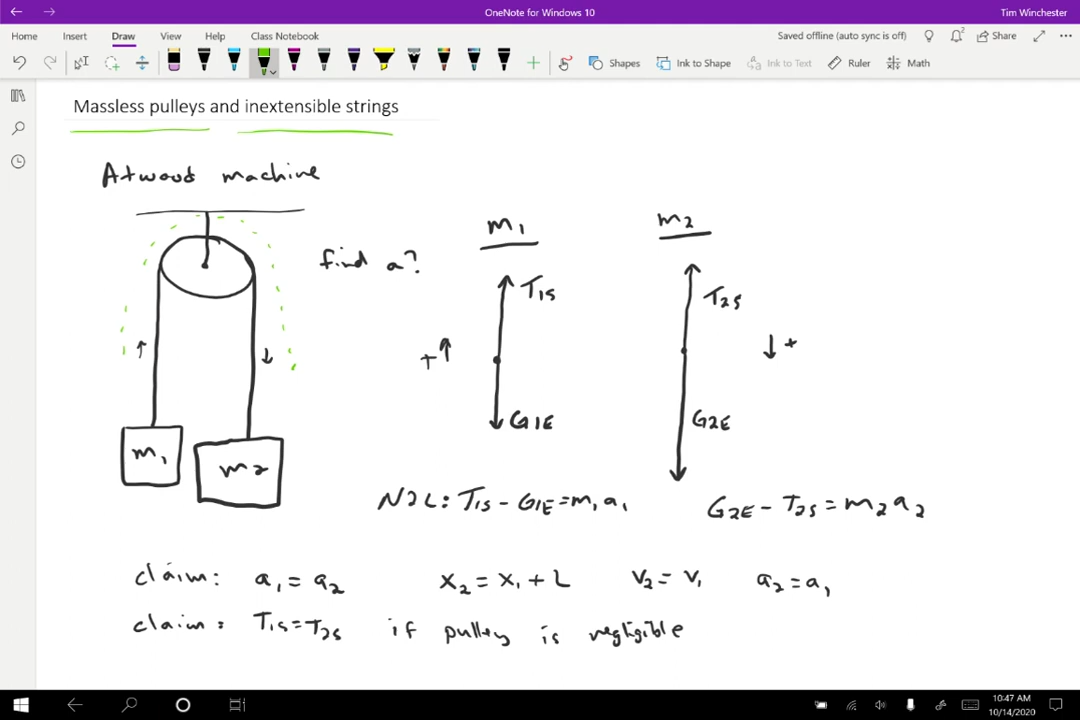 OneNote for Windows 10
Tim Winchester
Home Insert Draw View Help Class Notebook
Saved offline (auto sync is off) Share
Shapes Ink to Shape Ink to Text Ruler Math
Massless pulleys and inextensible strings
Atwood machine
find a?
m1
m2
T1S
T2S
+
+
G1E
G2E
m1
m2
N2L: T1S - G1E = m1a1
G2E - T2S = m2a2
claim: a1 = a2 x2 = x1 + L v2 = v1 a2 = a1
claim: T1S = T2S if pulley is negligible
10:47 AM
10/14/2020